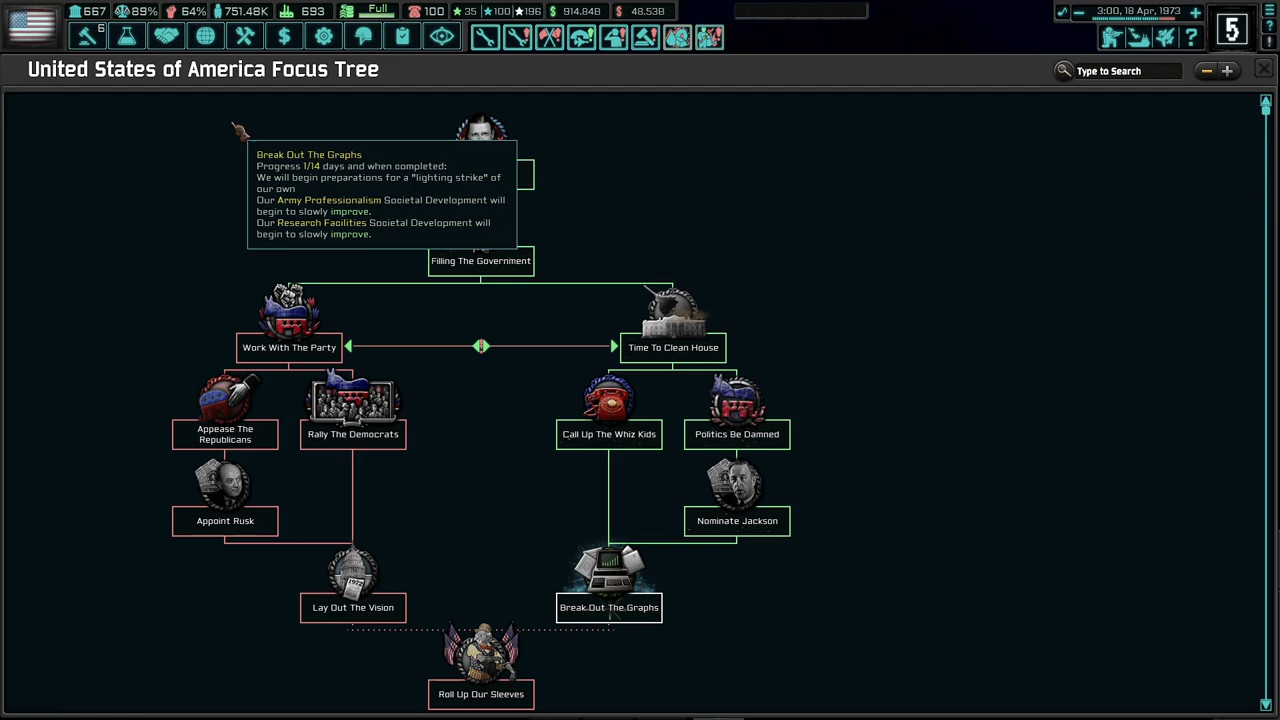 667 89% 64% 751.48K 693 Full 100 35 100 196 $ 914.84B $ 48.53B
3:00, 18 Apr, 1973
5
6
United States of America Focus Tree
Type to Search
Break Out The Graphs
Progress 1/14 days and when completed:
We will begin preparations for a "lighting strike" of
our own
Our Army Professionalism Societal Development will
begin to slowly improve.
Our Research Facilities Societal Development will
begin to slowly improve.
Filling The Government
Work With The Party
Time To Clean House
Appease The
Republicans
Rally The Democrats
Call Up The Whiz Kids
Politics Be Damned
Appoint Rusk
Nominate Jackson
1972
Lay Out The Vision
Break Out The Graphs
Roll Up Our Sleeves